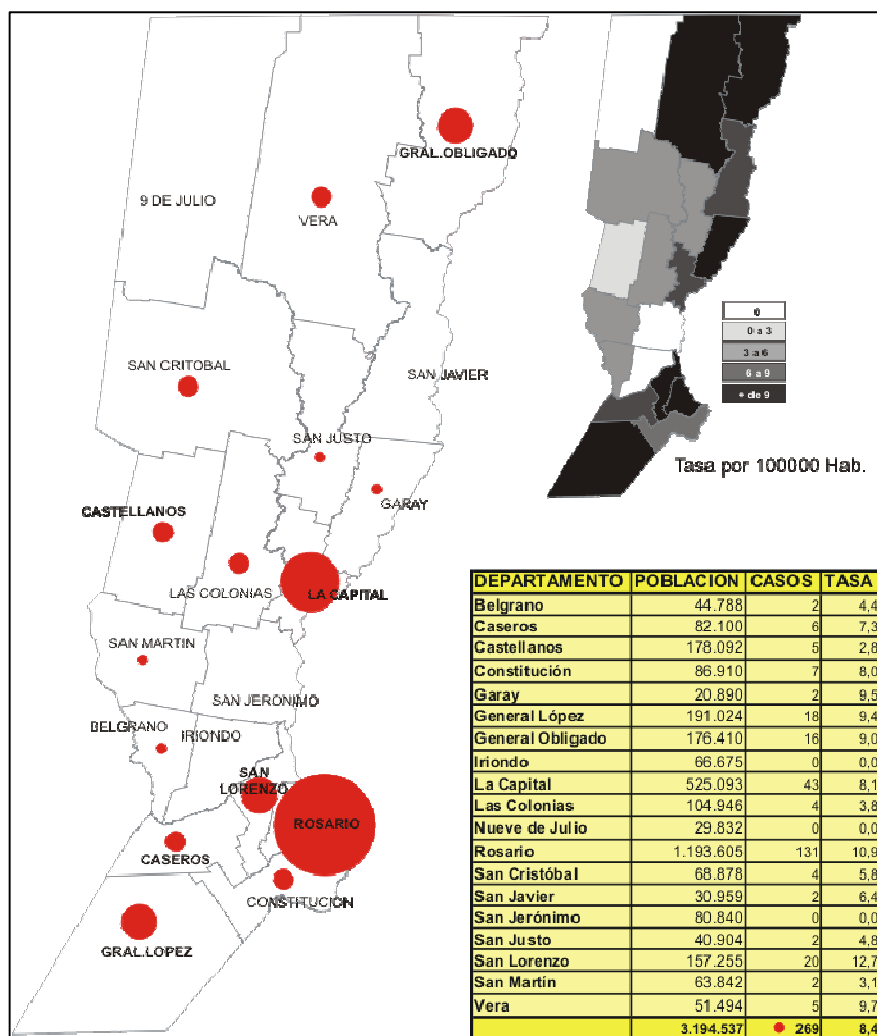 GRAL.OBLIGADO
9 DE JULIO
VERA
SAN CRITOBAL
SAN JAVIER
SAN JUSTO
GARAY
CASTELLANOS
LAS COLONIAS
LA CAPITAL
SAN MARTIN
SAN JERONIMO
BELGRANO
IRIONDO
SAN
LORENZO
ROSARIO
CASEROS
CONSTITUCION
GRAL.LOPEZ
0
0 a 3
3 a 6
6 a 9
+ de 9
Tasa por 100000 Hab.
DEPARTAMENTO POBLACION CASOS TASA
Belgrano 44.788 2 4,4
Caseros 82.100 6 7,3
Castellanos 178.092 5 2,8
Constitución 86.910 7 8,0
Garay 20.890 2 9,5
General López 191.024 18 9,4
General Obligado 176.410 16 9,0
Iriondo 66.675 0 0,0
La Capital 525.093 43 8,1
Las Colonias 104.946 4 3,8
Nueve de Julio 29.832 0 0,0
Rosario 1.193.605 131 10,9
San Cristóbal 68.878 4 5,8
San Javier 30.959 2 6,4
San Jerónimo 80.840 0 0,0
San Justo 40.904 2 4,8
San Lorenzo 157.255 20 12,7
San Martín 63.842 2 3,1
Vera 51.494 5 9,7
3.194.537 269 8,4